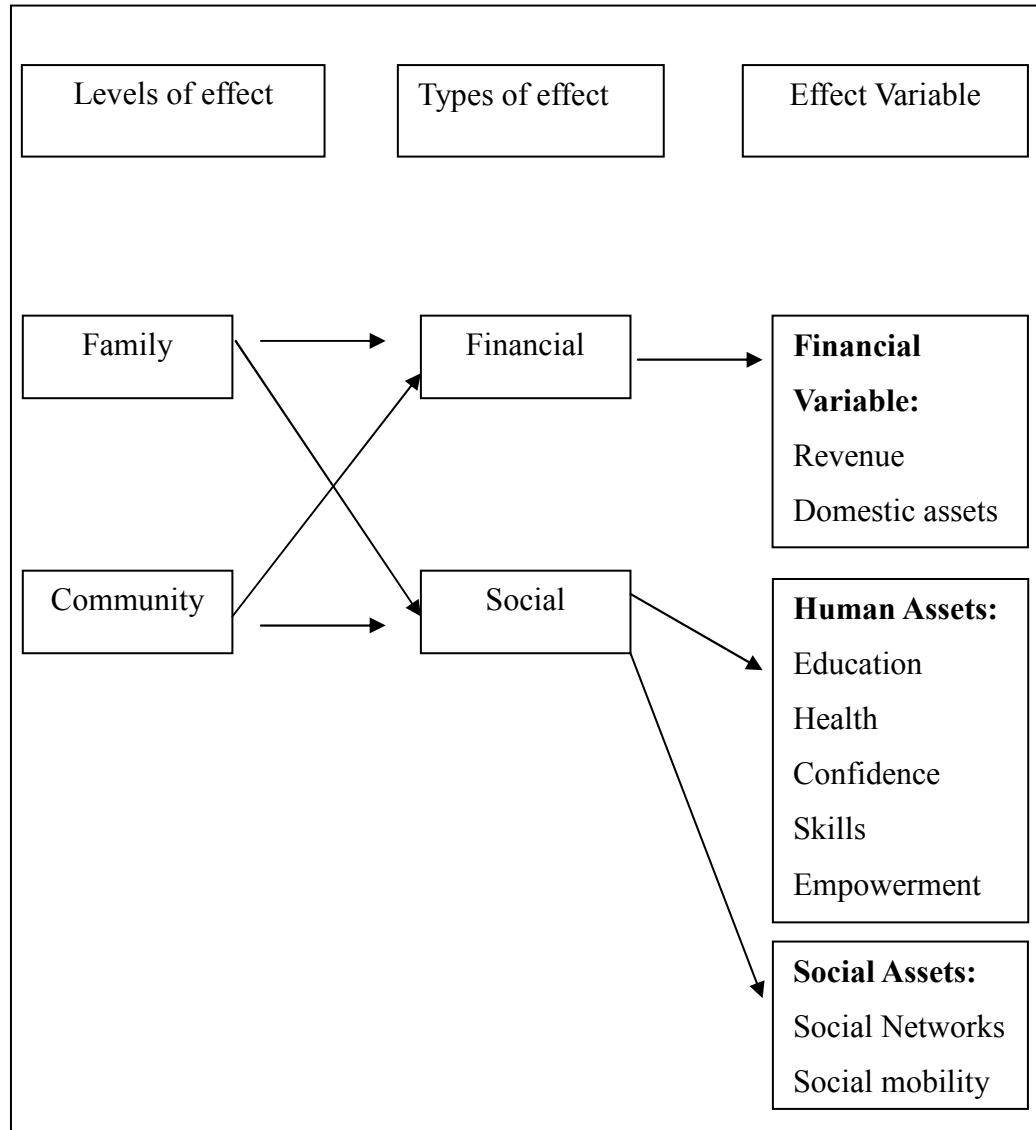 Levels of effect
Types of effect
Effect Variable
Family
Financial
Financial
Variable:
Revenue
Domestic assets
Community
Social
Human Assets:
Education
Health
Confidence
Skills
Empowerment
Social Assets:
Social Networks
Social mobility